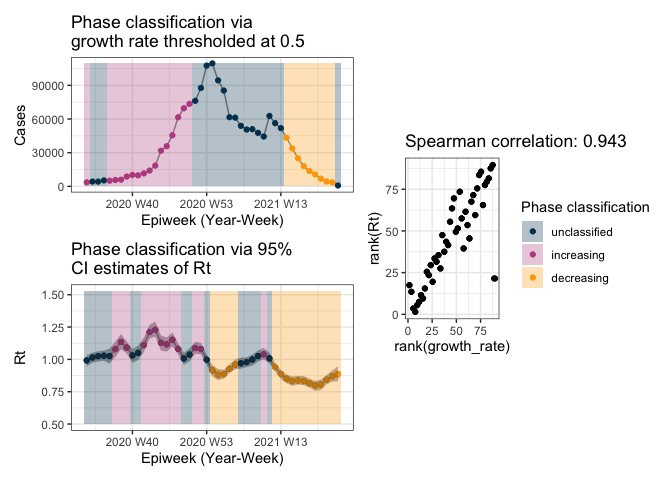 Phase classification via
growth rate thresholded at 0.5
90000
60000
30000
0
Cases
2020 W40
2020 W53
2021 W13
Epiweek (Year-Week)
Phase classification via 95%
CI estimates of Rt
1.50
1.25
1.00
0.75
0.50
Rt
2020 W40
2020 W53
2021 W13
Epiweek (Year-Week)
Spearman correlation: 0.943
75
50
25
0
rank(Rt)
0
25
50
75
rank(growth_rate)
Phase classification
unclassified
increasing
decreasing